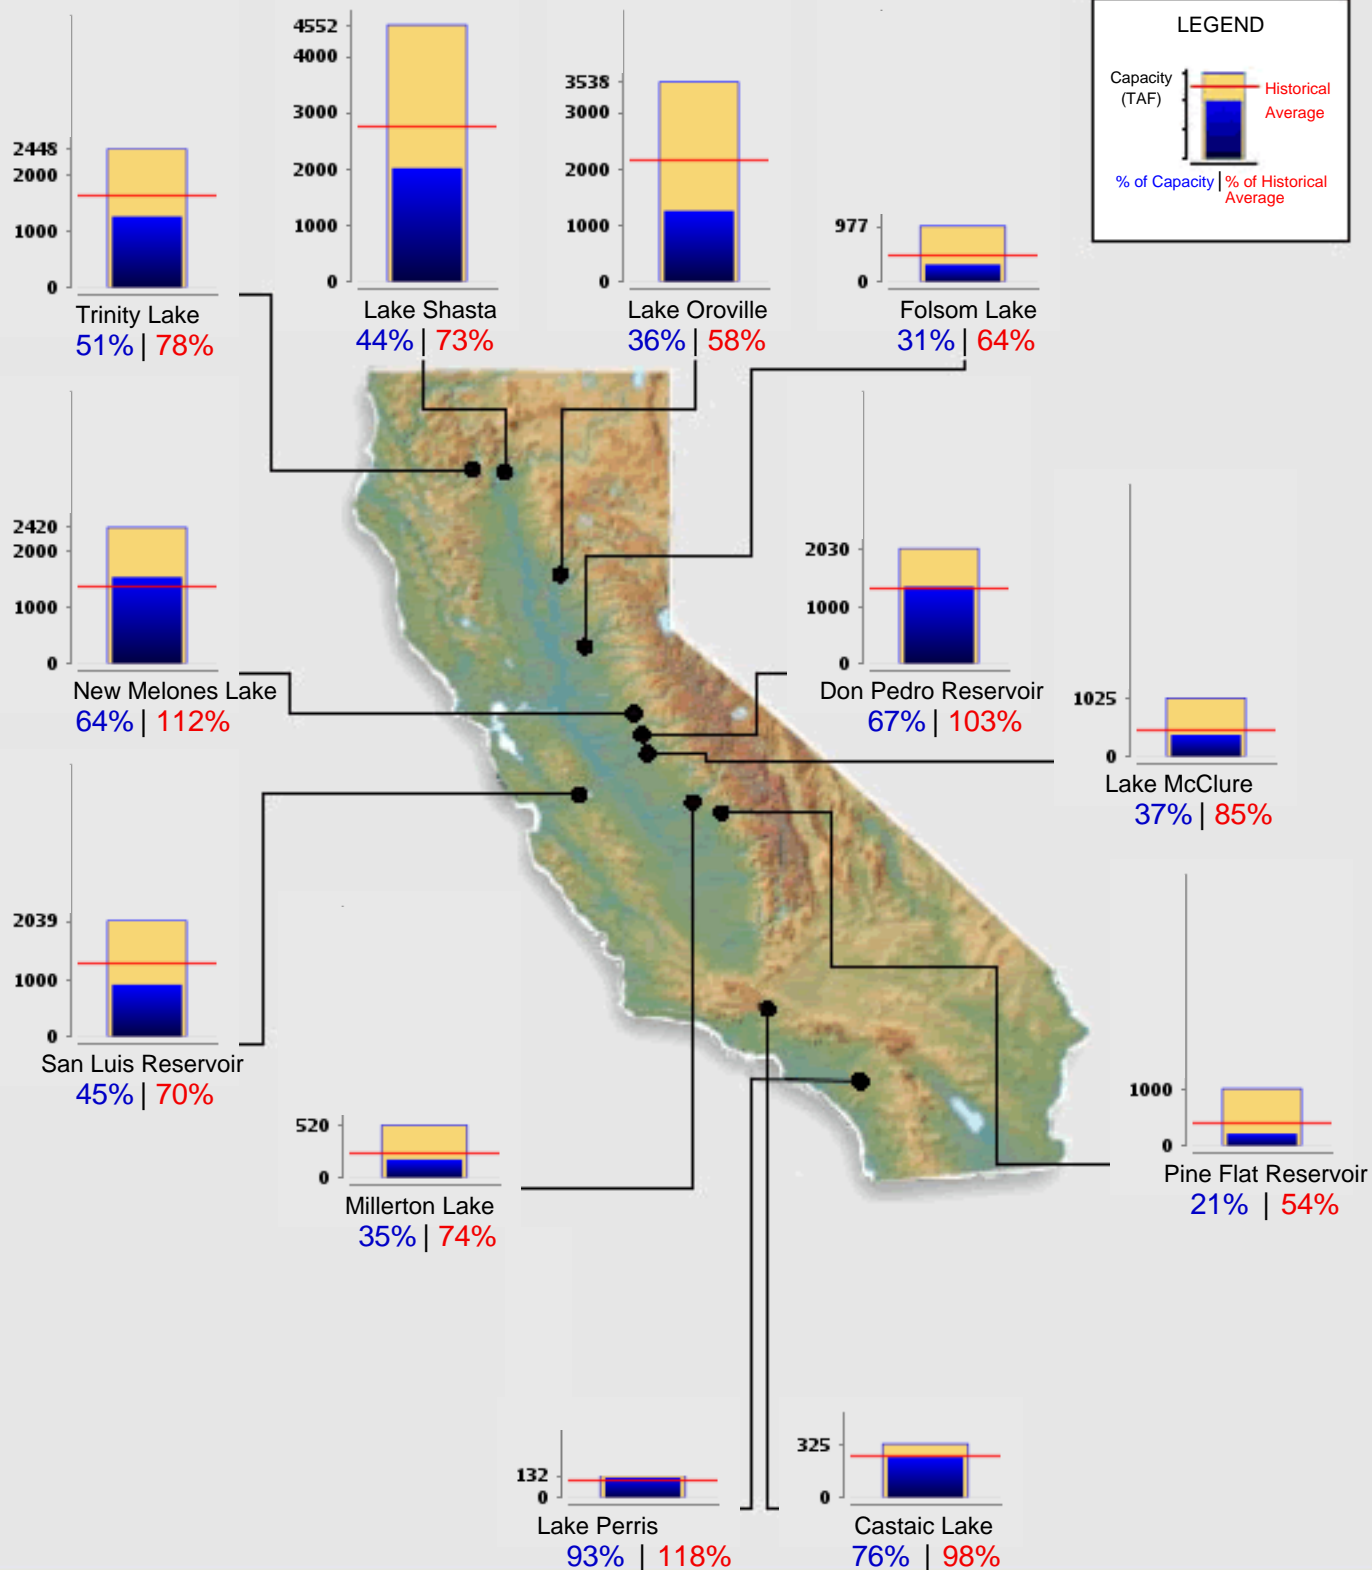 LEGEND
Capacity
(TAF)
Historical
Average
% of Capacity | % of Historical
Average
4552
4000
3000
2000
1000
0
Lake Shasta
44% | 73%
3538
3000
2000
1000
0
Lake Oroville
36% | 58%
2448
2000
1000
0
Trinity Lake
51% | 78%
977
0
Folsom Lake
31% | 64%
2420
2000
1000
0
New Melones Lake
64% | 112%
2030
1000
0
Don Pedro Reservoir
67% | 103%
1025
0
Lake McClure
37% | 85%
2039
1000
0
San Luis Reservoir
45% | 70%
520
0
Millerton Lake
35% | 74%
1000
0
Pine Flat Reservoir
21% | 54%
132
0
Lake Perris
93% | 118%
325
0
Castaic Lake
76% | 98%